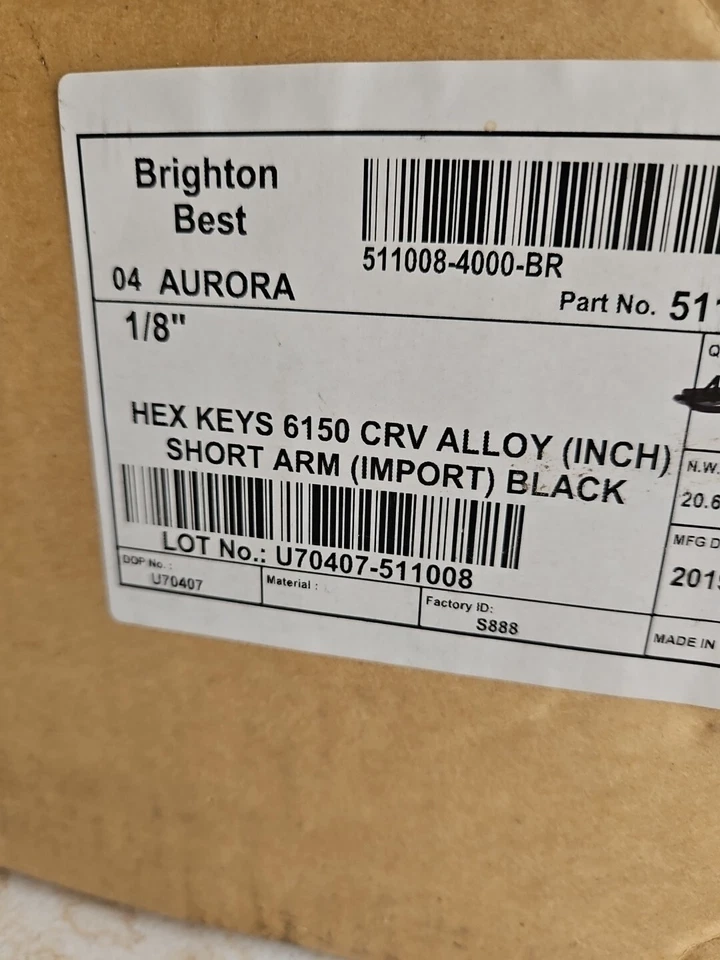 Brighton
Best
04 AURORA
511008-4000-BR
Part No. 511
1/8"
HEX KEYS 6150 CRV ALLOY (INCH)
SHORT ARM (IMPORT) BLACK
LOT No.: U70407-511008
DOP No. :
U70407
Material :
Factory ID:
S888
Q
N.W.
20.6
MFG D
201
MADE IN